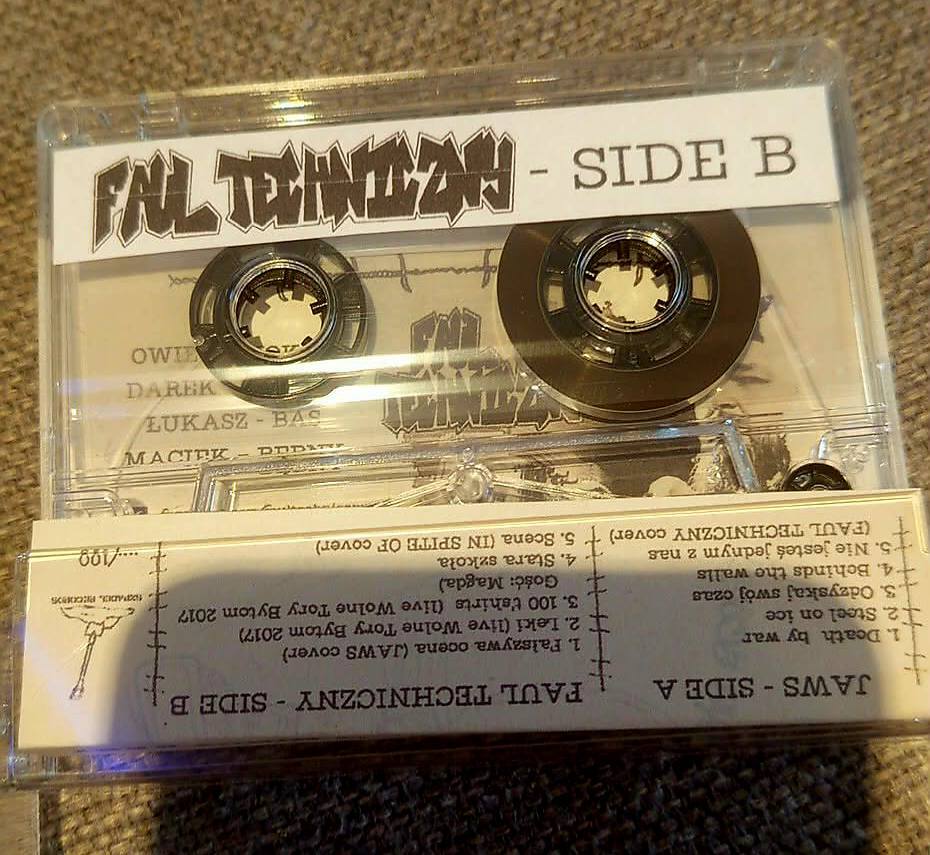 FAUL TECHNICZNY - SIDE B
DAREK
ŁUKASZ - BAS
MACIEK -
FAUL TECHNICZNY
JAWS - SIDE A
1. Death by war
2. Steel on ice
3. Odzyskaj swój czas
4. Behinds the walls
5. Nie jesteś jednym z nas
(FAUL TECHNICZNY cover)
FAUL TECHNICZNY - SIDE B
1. Fałszywa ocena (JAWS cover)
2. Leki (live Wolne Tory Bytom 2017)
3. 100 t-shirts (live Wolne Tory Bytom 2017
Gość: Magda)
4. Stara szkoła
5. Scena (IN SPITE OF cover)
RECORDS
..../100